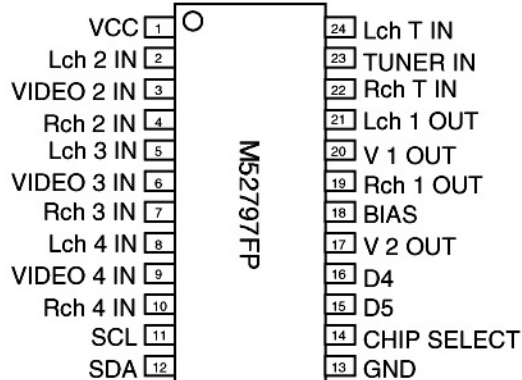 VCC 1 24 Lch T IN
Lch 2 IN 2 23 TUNER IN
VIDEO 2 IN 3 22 Rch T IN
Rch 2 IN 4 21 Lch 1 OUT
Lch 3 IN 5 20 V 1 OUT
VIDEO 3 IN 6 19 Rch 1 OUT
Rch 3 IN 7 18 BIAS
Lch 4 IN 8 17 V 2 OUT
VIDEO 4 IN 9 16 D4
Rch 4 IN 10 15 D5
SCL 11 14 CHIP SELECT
SDA 12 13 GND
M52797FP